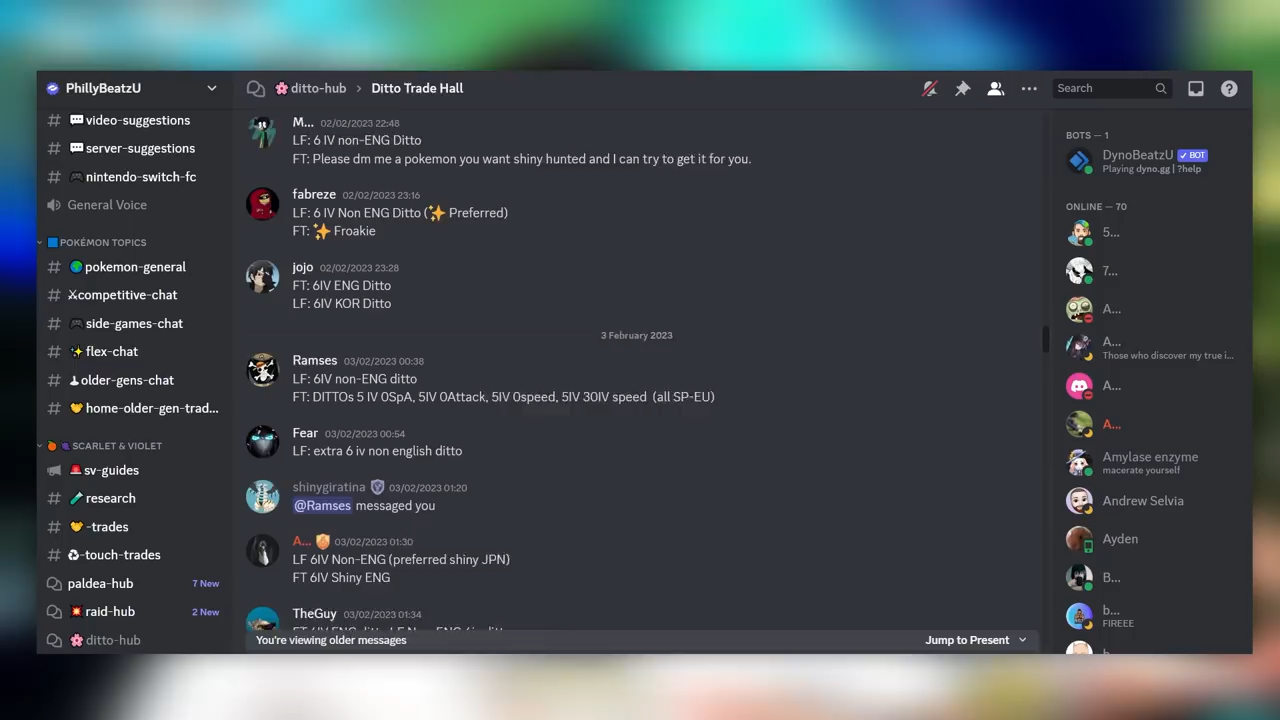 PhillyBeatzU
video-suggestions
server-suggestions
nintendo-switch-fc
General Voice
POKÉMON TOPICS
pokemon-general
competitive-chat
side-games-chat
flex-chat
older-gens-chat
home-older-gen-trad...
SCARLET & VIOLET
sv-guides
research
-trades
-touch-trades
paldea-hub 7 New
raid-hub 2 New
ditto-hub
ditto-hub > Ditto Trade Hall
M... 02/02/2023 22:48
LF: 6 IV non-ENG Ditto
FT: Please dm me a pokemon you want shiny hunted and I can try to get it for you.
fabreze 02/02/2023 23:16
LF: 6 IV Non ENG Ditto (✨ Preferred)
FT: ✨ Froakie
jojo 02/02/2023 23:28
FT: 6IV ENG Ditto
LF: 6IV KOR Ditto
3 February 2023
Ramses 03/02/2023 00:38
LF: 6IV non-ENG ditto
FT: DITTOs 5 IV 0SpA, 5IV 0Attack, 5IV 0speed, 5IV 30IV speed (all SP-EU)
Fear 03/02/2023 00:54
LF: extra 6 iv non english ditto
shinygiratina 03/02/2023 01:20
@Ramses messaged you
A... 03/02/2023 01:30
LF 6IV Non-ENG (preferred shiny JPN)
FT 6IV Shiny ENG
TheGuy 03/02/2023 01:34
You're viewing older messages
Jump to Present
Search
BOTS — 1
DynoBeatzU ✓ BOT
Playing dyno.gg | ?help
ONLINE — 70
5...
7...
A...
A...
Those who discover my true i...
A...
A...
Amylase enzyme
macerate yourself
Andrew Selvia
Ayden
B...
b...
FIREEE